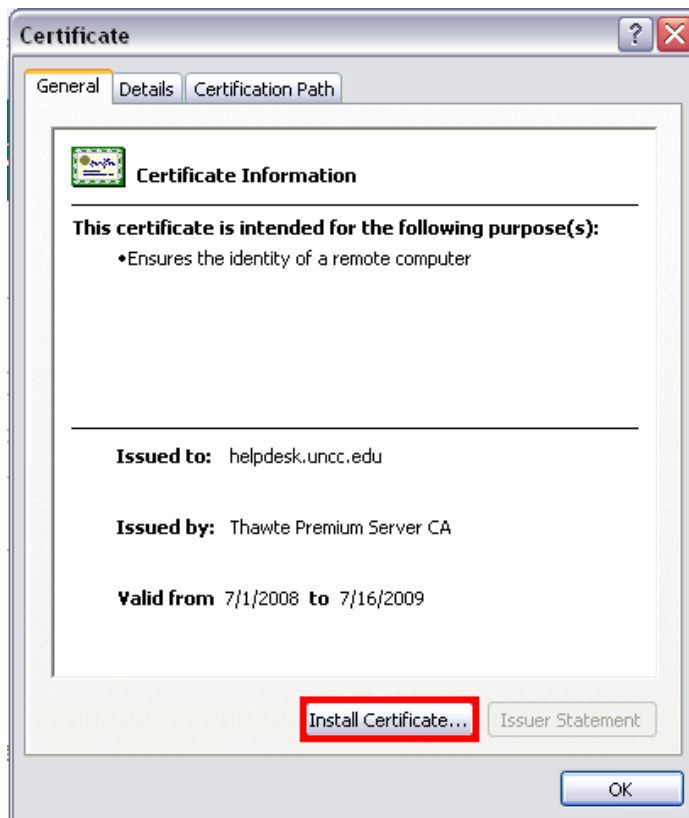 Certificate
General Details Certification Path
Certificate Information
This certificate is intended for the following purpose(s):
•Ensures the identity of a remote computer
Issued to: helpdesk.uncc.edu
Issued by: Thawte Premium Server CA
Valid from 7/1/2008 to 7/16/2009
Install Certificate... Issuer Statement
OK